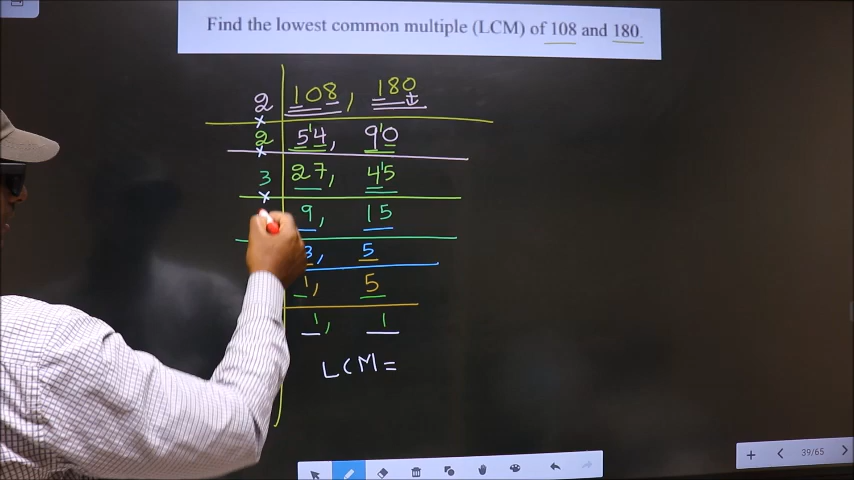 Find the lowest common multiple (LCM) of 108 and 180.
2 108, 180
2 54, 90
3 27, 45
9, 15
3, 5
1, 5
1, 1
LCM =
39/65